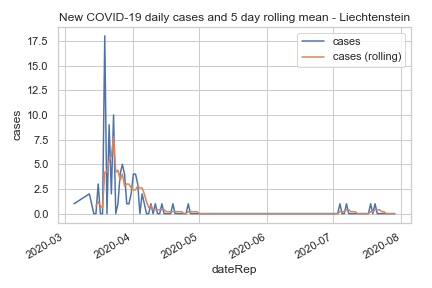 New COVID-19 daily cases and 5 day rolling mean - Liechtenstein
cases
cases (rolling)
17.5
15.0
12.5
10.0
7.5
5.0
2.5
0.0
cases
2020-03
2020-04
2020-05
2020-06
2020-07
2020-08
dateRep